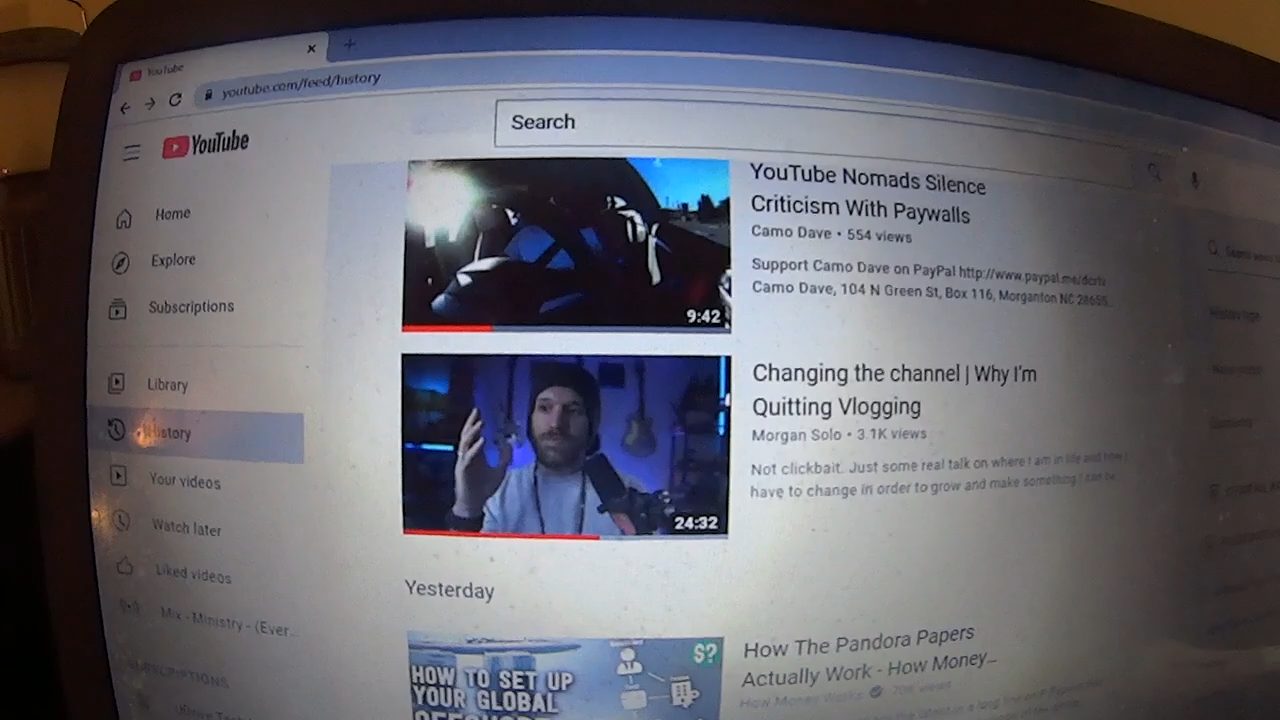 YouTube
youtube.com/feed/history
YouTube
Search
Home
Explore
Subscriptions
Library
History
Your videos
Watch later
Liked videos
Mix - Ministry - (Ever...
9:42
YouTube Nomads Silence
Criticism With Paywalls
Camo Dave • 554 views
Support Camo Dave on PayPal http://www.paypal.me/dcrtv
Camo Dave, 104 N Green St, Box 116, Morganton NC 28655
24:32
Changing the channel | Why I'm
Quitting Vlogging
Morgan Solo • 3.1K views
Not clickbait. Just some real talk on where I am in life and how I
have to change in order to grow and make something I can be
Yesterday
HOW TO SET UP
YOUR GLOBAL
$?
How The Pandora Papers
Actually Work - How Money...
How Money Works
views